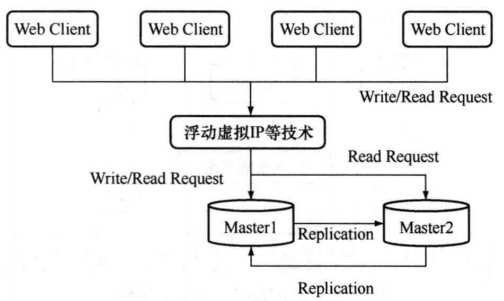 Web Client
Web Client
Web Client
Web Client
Write/Read Request
浮动虚拟IP等技术
Read Request
Write/Read Request
Master1
Replication
Master2
Replication